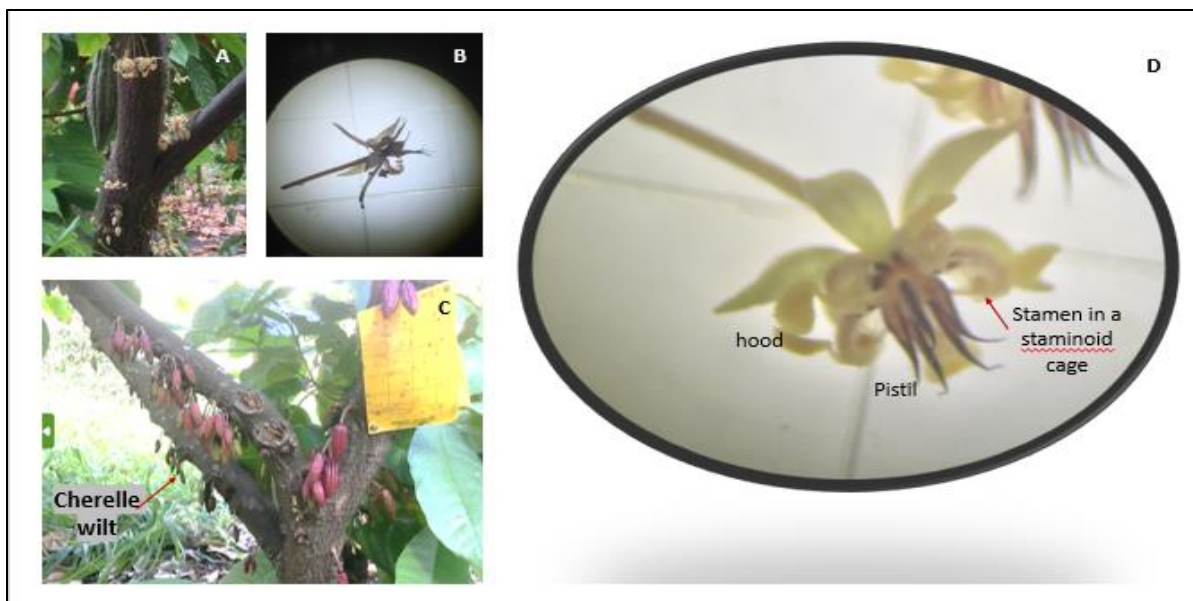 A
B
C
Cherelle
wilt
D
hood
Pistil
Stamen in a
staminoid
cage